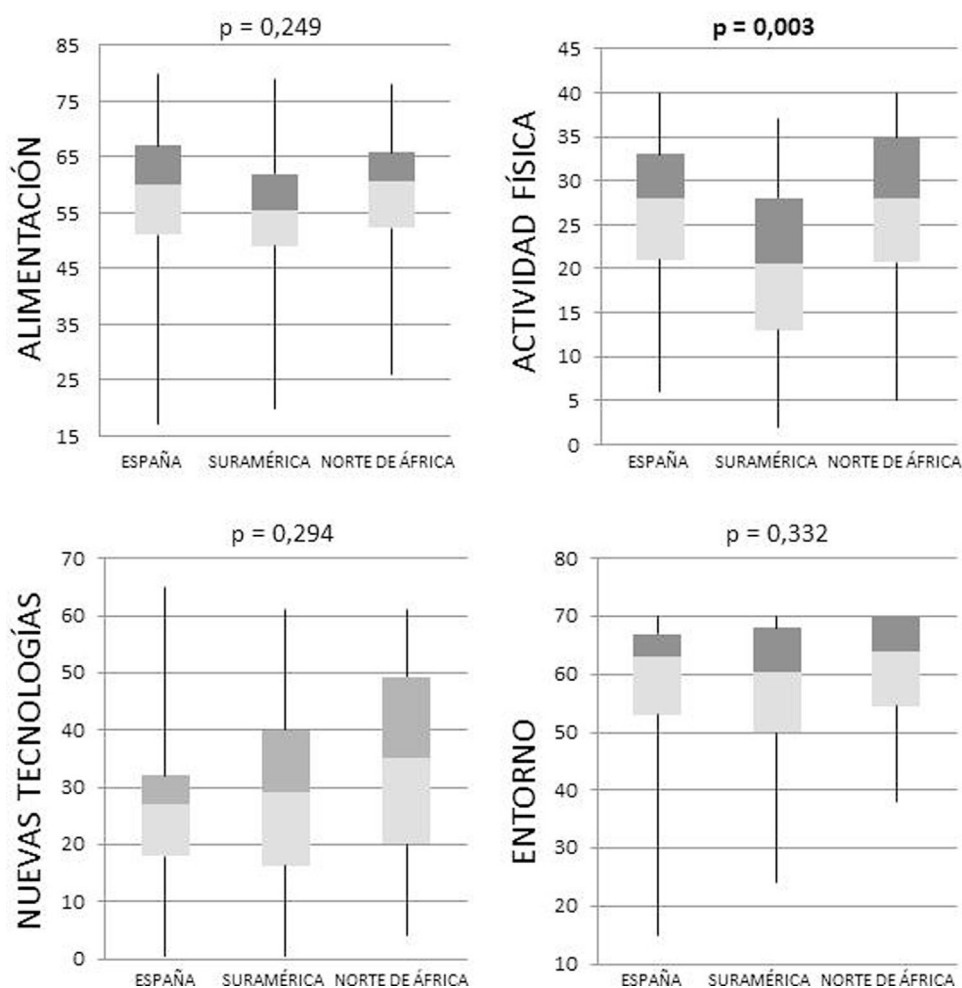 p = 0,249
ALIMENTACIÓN
85
75
65
55
45
35
25
15
ESPAÑA SURAMÉRICA NORTE DE ÁFRICA
p = 0,003
ACTIVIDAD FÍSICA
45
40
35
30
25
20
15
10
5
0
ESPAÑA SURAMÉRICA NORTE DE ÁFRICA
p = 0,294
NUEVAS TECNOLOGÍAS
70
60
50
40
30
20
10
0
ESPAÑA SURAMÉRICA NORTE DE ÁFRICA
p = 0,332
ENTORNO
80
70
60
50
40
30
20
10
ESPAÑA SURAMÉRICA NORTE DE ÁFRICA